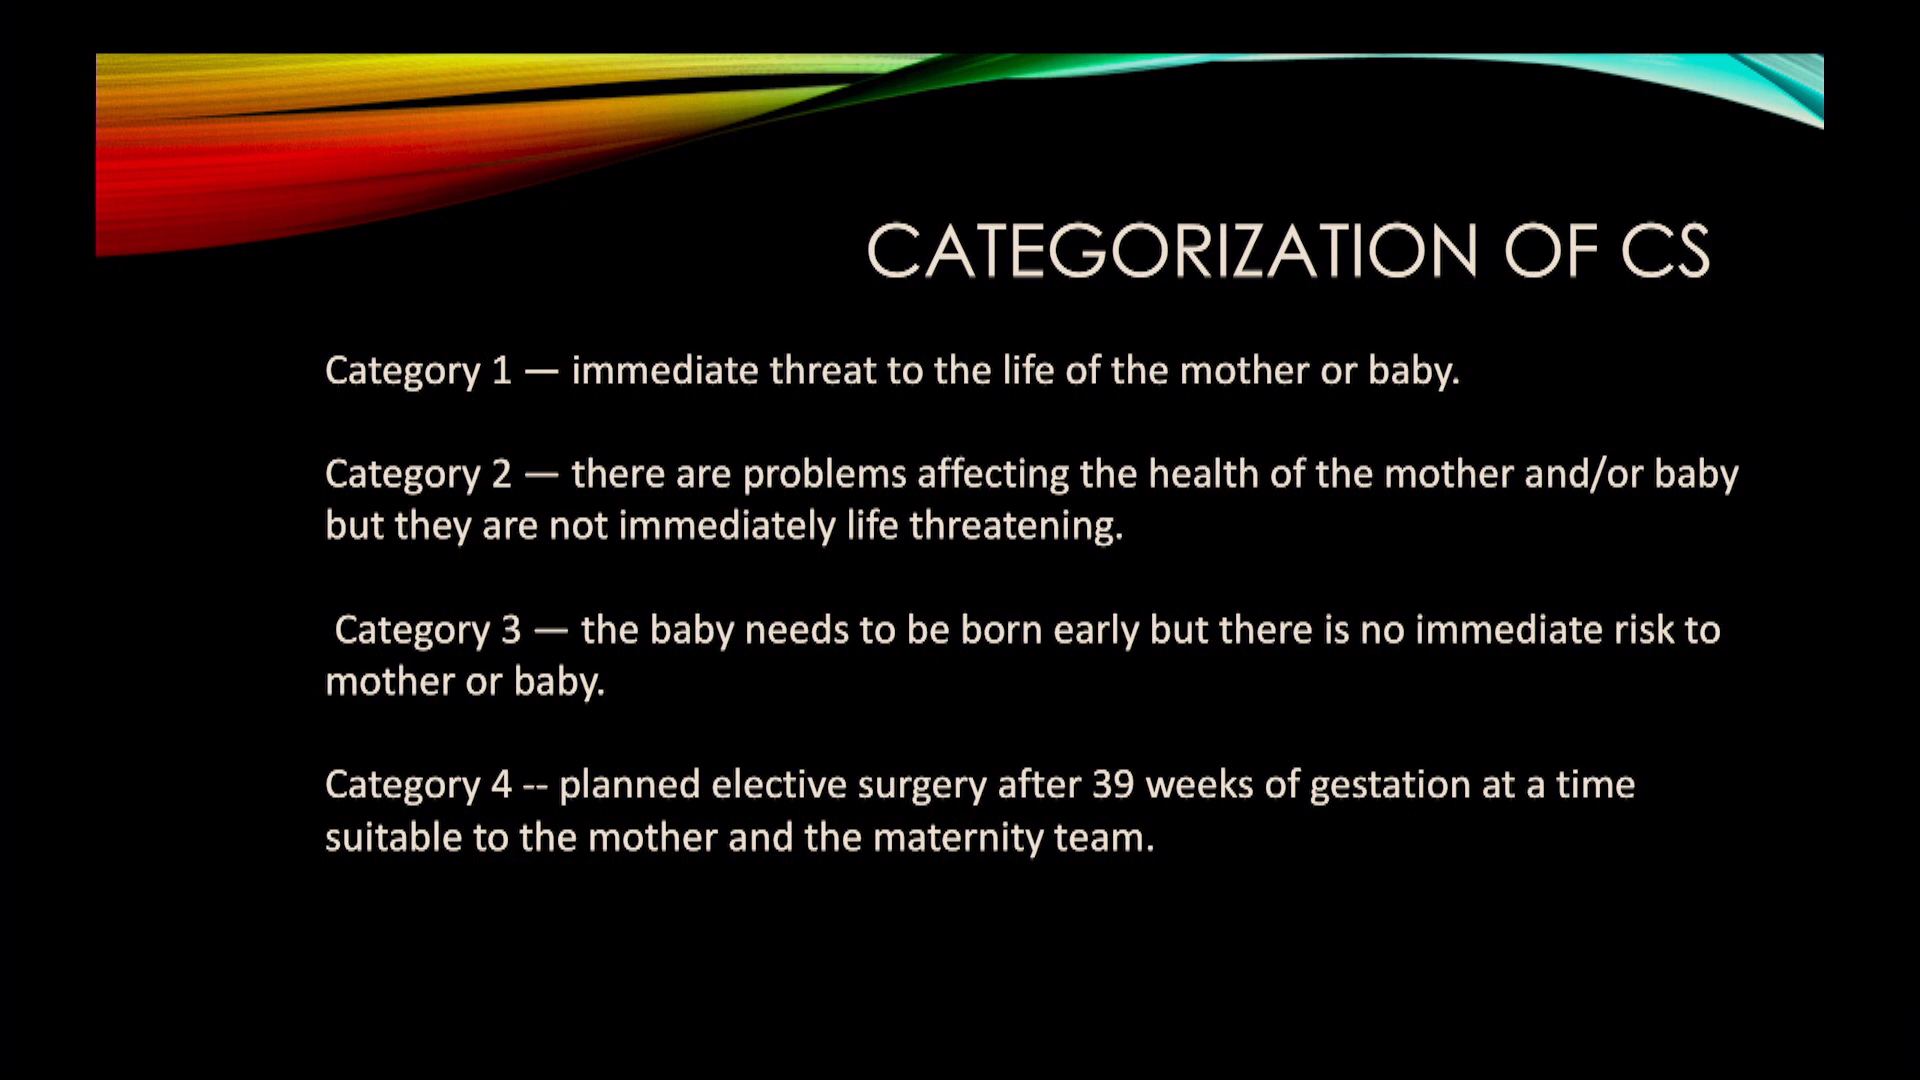 CATEGORIZATION OF CS
Category 1 — immediate threat to the life of the mother or baby.
Category 2 — there are problems affecting the health of the mother and/or baby
but they are not immediately life threatening.
Category 3 — the baby needs to be born early but there is no immediate risk to
mother or baby.
Category 4 -- planned elective surgery after 39 weeks of gestation at a time
suitable to the mother and the maternity team.